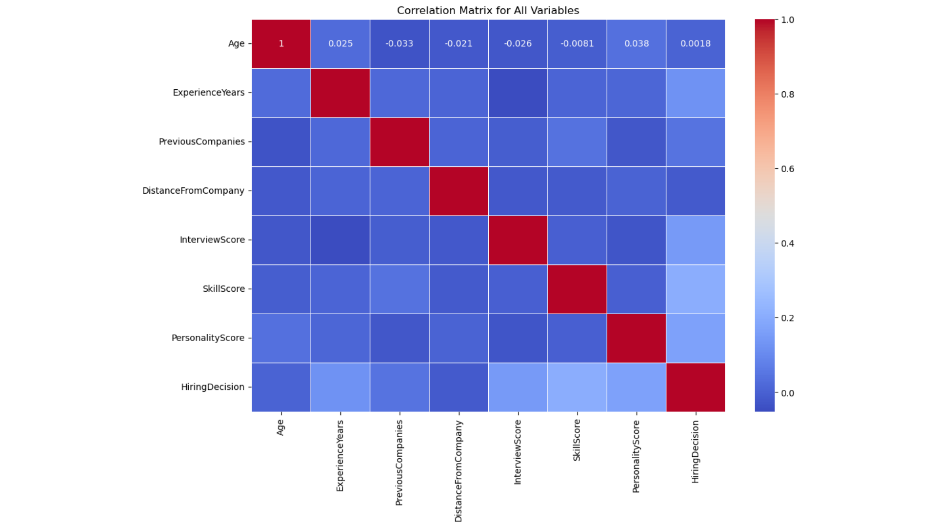 Correlation Matrix for All Variables
Age
1 0.025 -0.033 -0.021 -0.026 -0.0081 0.038 0.0018
ExperienceYears
PreviousCompanies
DistanceFromCompany
InterviewScore
SkillScore
PersonalityScore
HiringDecision
Age
ExperienceYears
PreviousCompanies
DistanceFromCompany
InterviewScore
SkillScore
PersonalityScore
HiringDecision
1.0
0.8
0.6
0.4
0.2
0.0